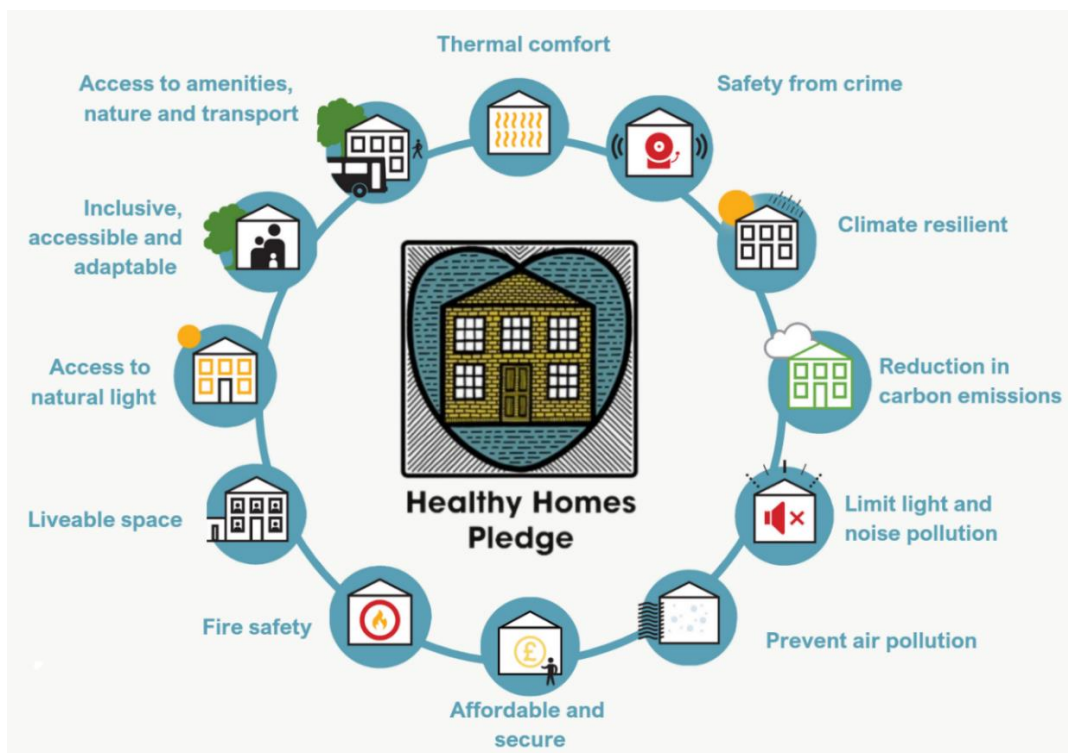 Thermal comfort
Safety from crime
Climate resilient
Reduction in
carbon emissions
Limit light and
noise pollution
Prevent air pollution
Affordable and
secure
Fire safety
Liveable space
Access to
natural light
Inclusive,
accessible and
adaptable
Access to amenities,
nature and transport
Healthy Homes
Pledge
£